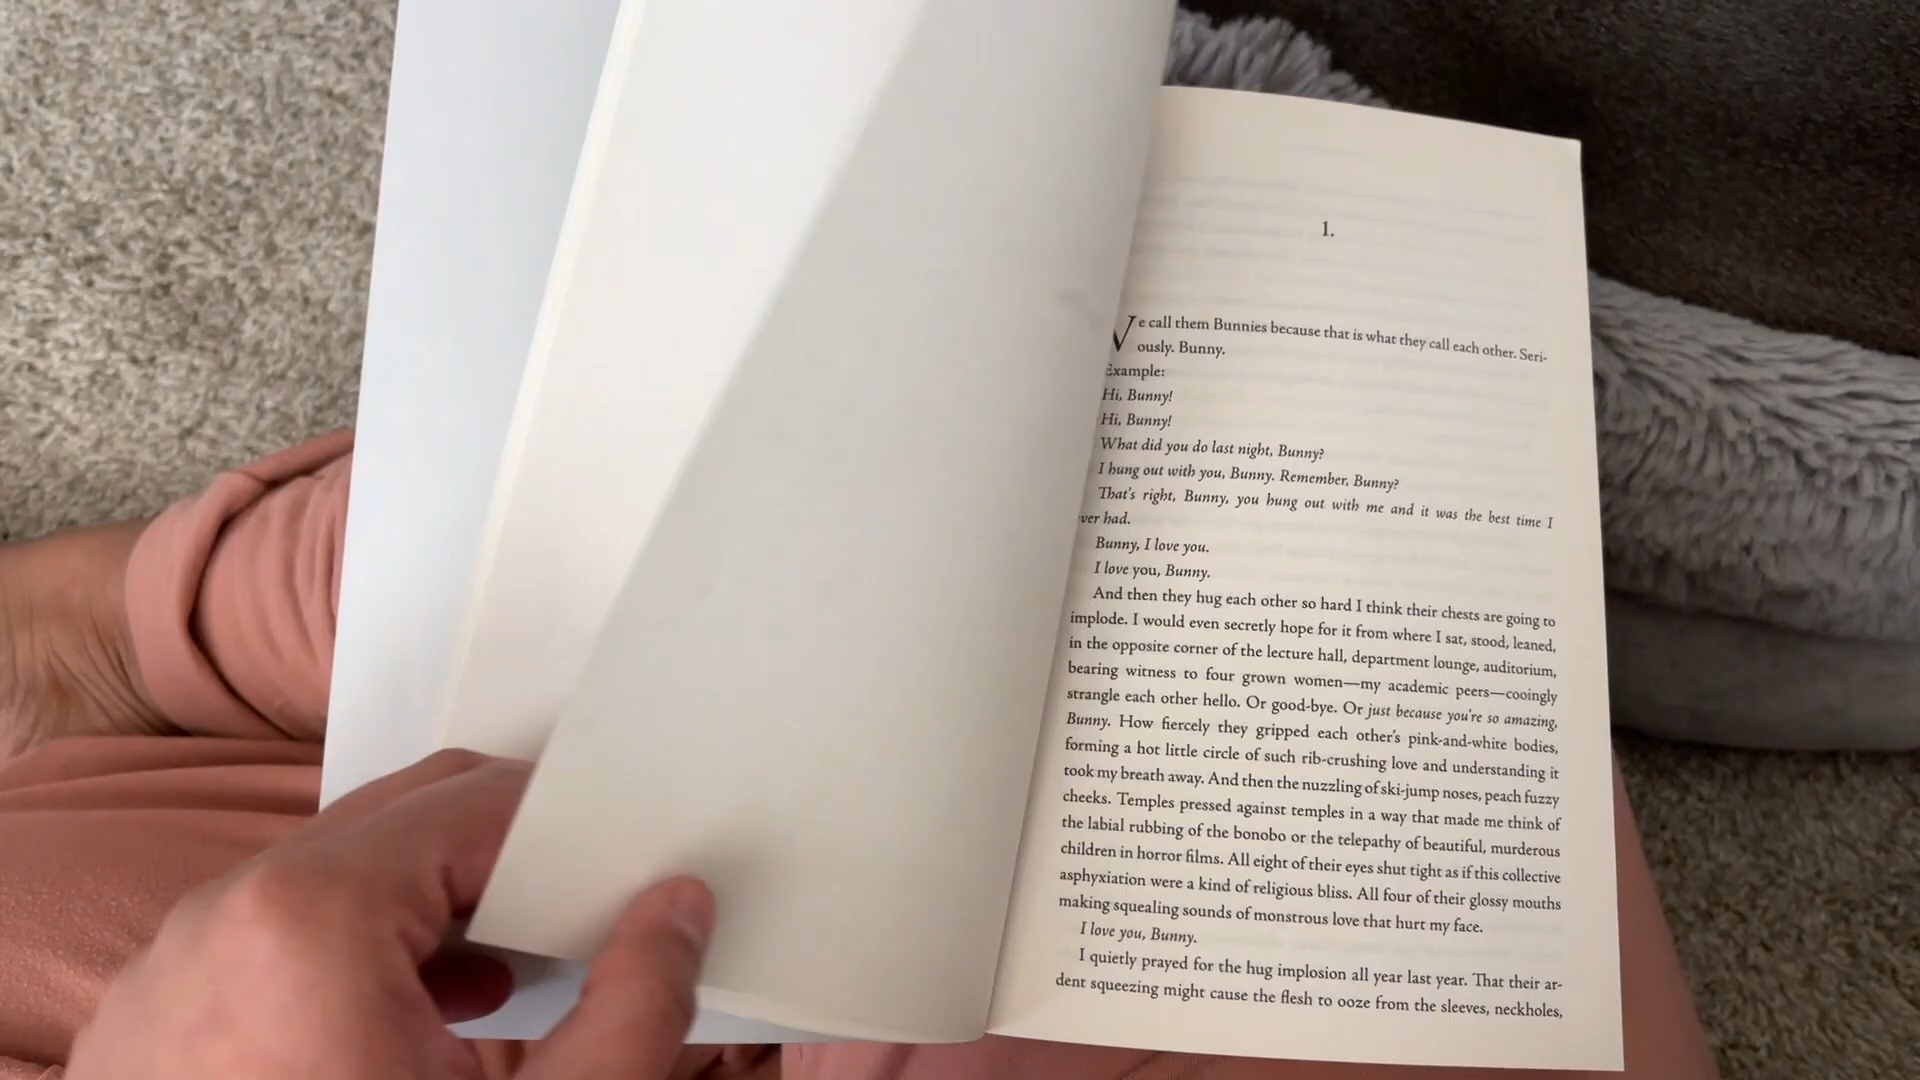 1.
We call them Bunnies because that is what they call each other. Seri-
ously. Bunny.
Example:
Hi, Bunny!
Hi, Bunny!
What did you do last night, Bunny?
I hung out with you, Bunny. Remember, Bunny?
That's right, Bunny, you hung out with me and it was the best time I
ever had.
Bunny, I love you.
I love you, Bunny.
And then they hug each other so hard I think their chests are going to
implode. I would even secretly hope for it from where I sat, stood, leaned,
in the opposite corner of the lecture hall, department lounge, auditorium,
bearing witness to four grown women—my academic peers—cooingly
strangle each other hello. Or good-bye. Or just because you're so amazing,
Bunny. How fiercely they gripped each other's pink-and-white bodies,
forming a hot little circle of such rib-crushing love and understanding it
took my breath away. And then the nuzzling of ski-jump noses, peach fuzzy
cheeks. Temples pressed against temples in a way that made me think of
the labial rubbing of the bonobo or the telepathy of beautiful, murderous
children in horror films. All eight of their eyes shut tight as if this collective
asphyxiation were a kind of religious bliss. All four of their glossy mouths
making squealing sounds of monstrous love that hurt my face.
I love you, Bunny.
I quietly prayed for the hug implosion all year last year. That their ar-
dent squeezing might cause the flesh to ooze from the sleeves, neckholes,